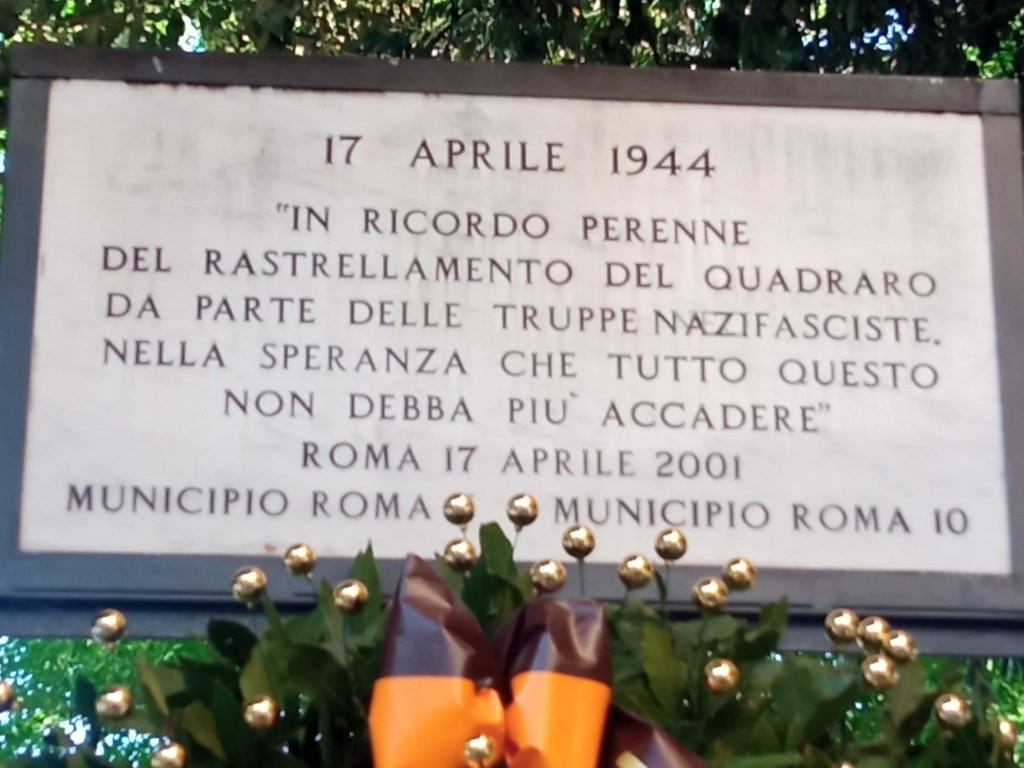 17 APRILE 1944
"IN RICORDO PERENNE
DEL RASTRELLAMENTO DEL QUADRARO
DA PARTE DELLE TRUPPE NAZIFASCISTE.
NELLA SPERANZA CHE TUTTO QUESTO
NON DEBBA PIU` ACCADERE"
ROMA 17 APRILE 2001
MUNICIPIO ROMA MUNICIPIO ROMA 10